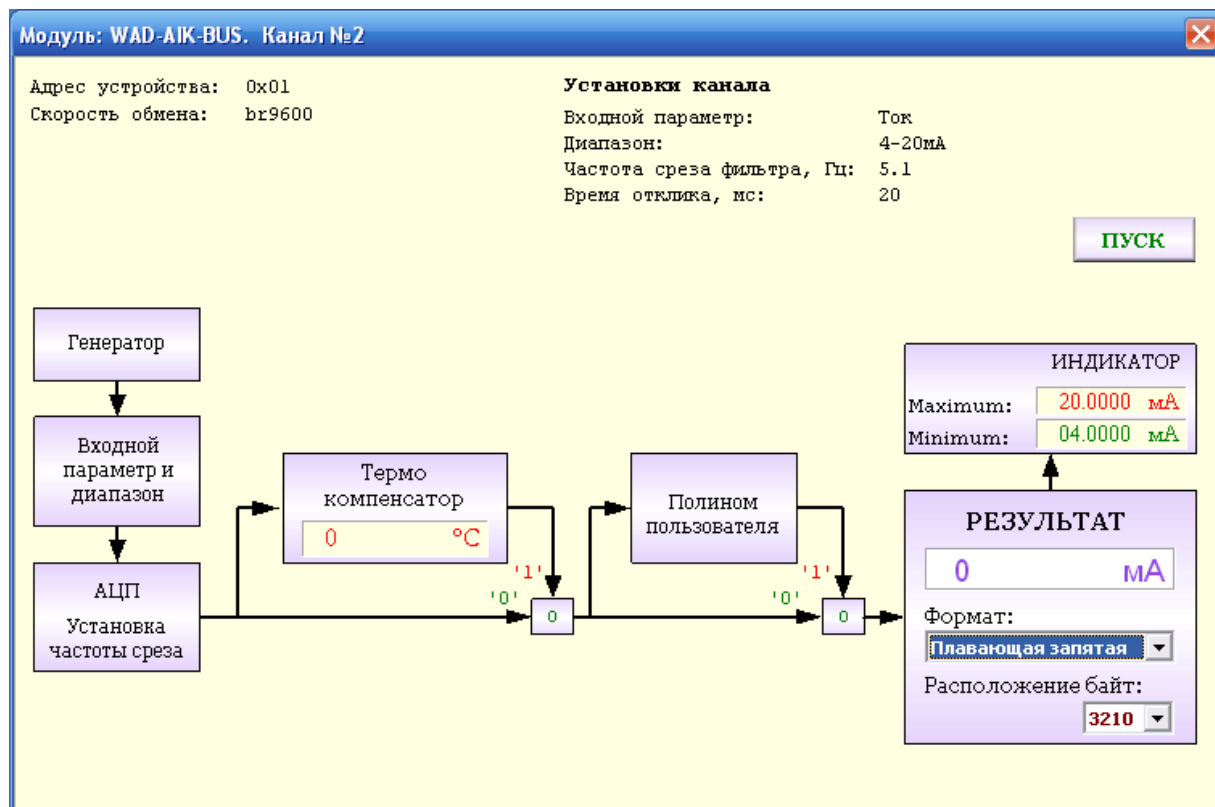 Модуль: WAD-AIK-BUS. Канал №2
Адрес устройства: 0x01
Скорость обмена: br9600
Установки канала
Входной параметр: Ток
Диапазон: 4-20мА
Частота среза фильтра, Гц: 5.1
Время отклика, мс: 20
ПУСК
Генератор
Входной
параметр и
диапазон
АЦП
Установка
частоты среза
Термо
компенсатор
0 °C
'1'
'0'
0
Полином
пользователя
'1'
'0'
0
ИНДИКАТОР
Maximum: 20.0000 мА
Minimum: 04.0000 мА
РЕЗУЛЬТАТ
0 мА
Формат:
Плавающая запятая
Расположение байт:
3210